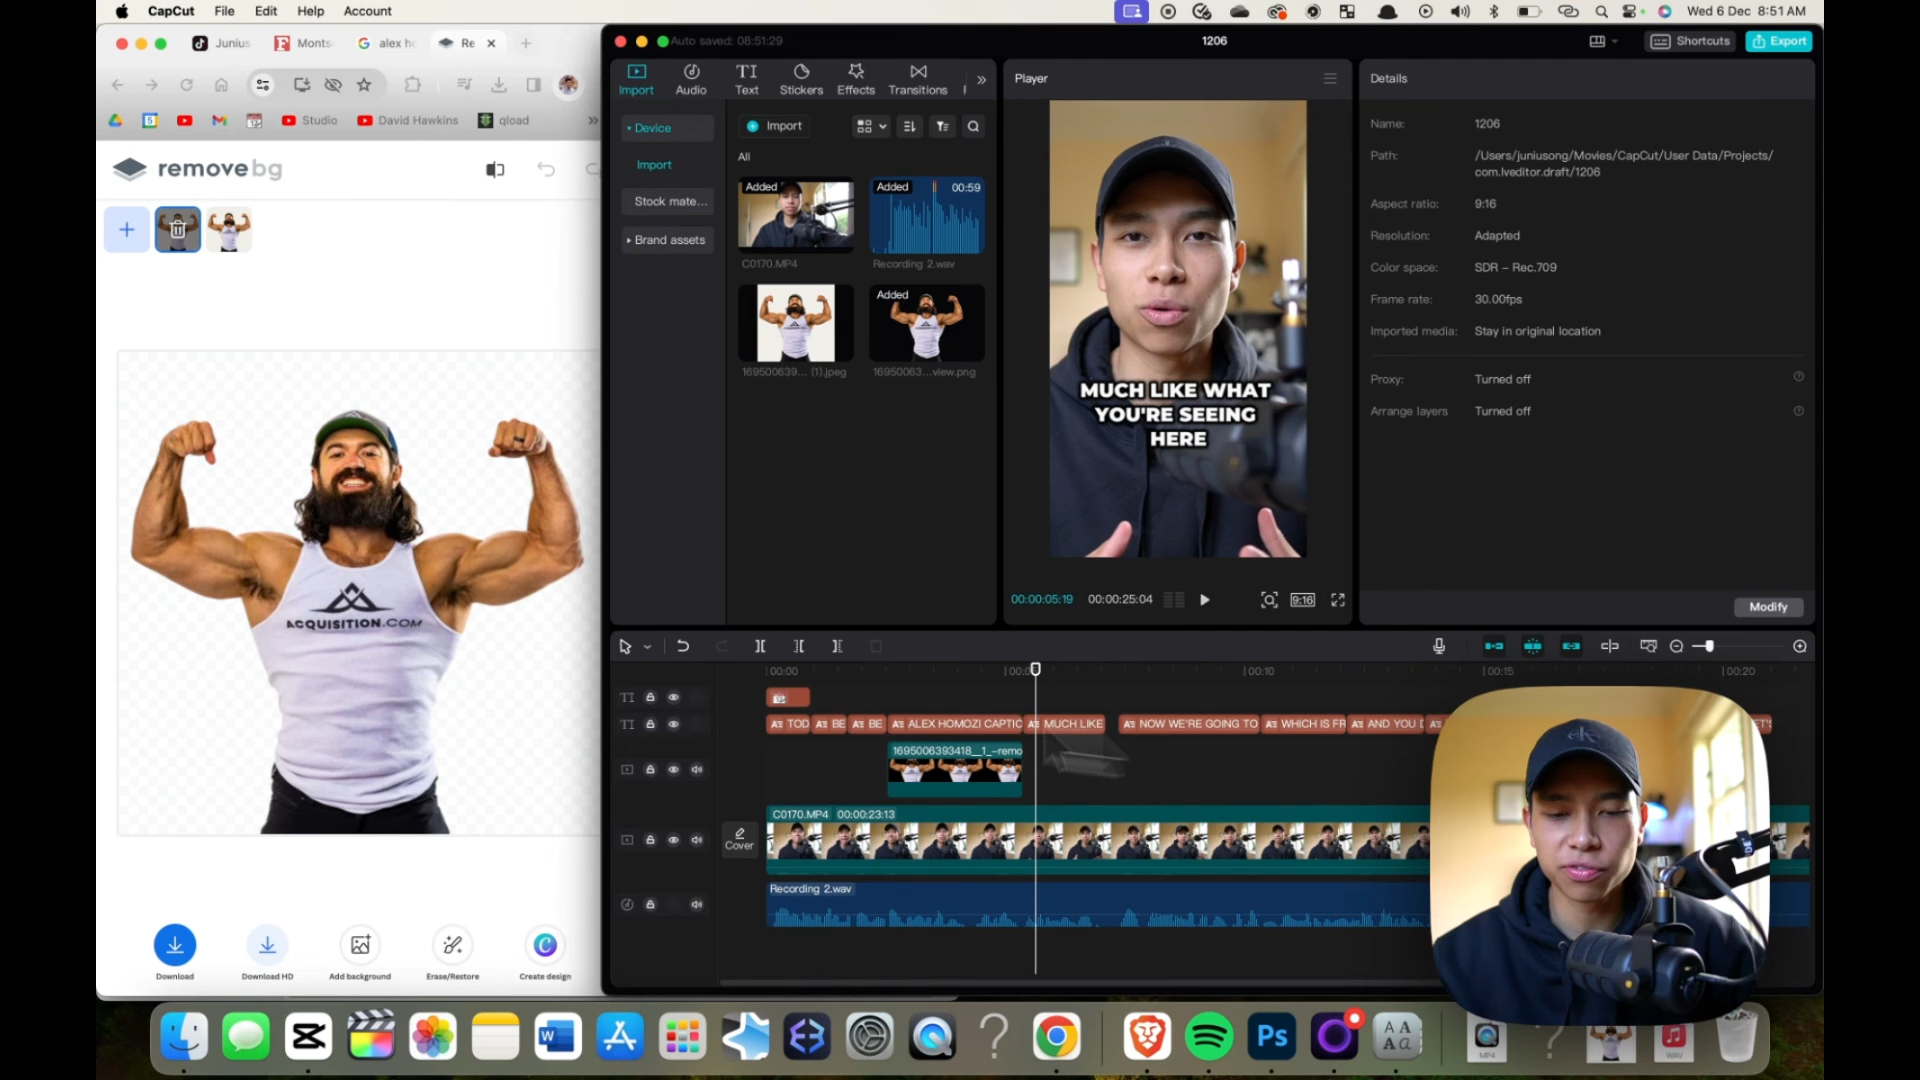 CapCut File Edit Help Account
Wed 6 Dec 8:51 AM
Junius
Monts
alex ho
Re
Studio
David Hawkins
qload
removebg
ACQUISITION.COM
Download
Download HD
Add background
Erase/Restore
Create design
Auto saved: 08:51:29
1206
Shortcuts
Export
Import
Audio
Text
Stickers
Effects
Transitions
Device
Import
Stock mate...
Brand assets
Import
All
Added
Added 00:59
C0170.MP4
Recording 2.wav
Added
169500639... (1).jpeg
16950063...view.png
Player
MUCH LIKE WHAT
YOU'RE SEEING
HERE
00:00:05:19
00:00:25:04
9:16
Details
Name: 1206
Path: /Users/juniusong/Movies/CapCut/User Data/Projects/
com.lveditor.draft/1206
Aspect ratio: 9:16
Resolution: Adapted
Color space: SDR – Rec.709
Frame rate: 30.00fps
Imported media: Stay in original location
Proxy: Turned off
Arrange layers Turned off
Modify
00:00
00:10
00:15
00:20
TOD
BE
BE
ALEX HOMOZI CAPTIO
MUCH LIKE
NOW WE'RE GOING TO
WHICH IS FR
AND YOU
1695006393418__1_-remo
C0170.MP4 00:00:23:13
Cover
Recording 2.wav
Ps
MP4
WAV